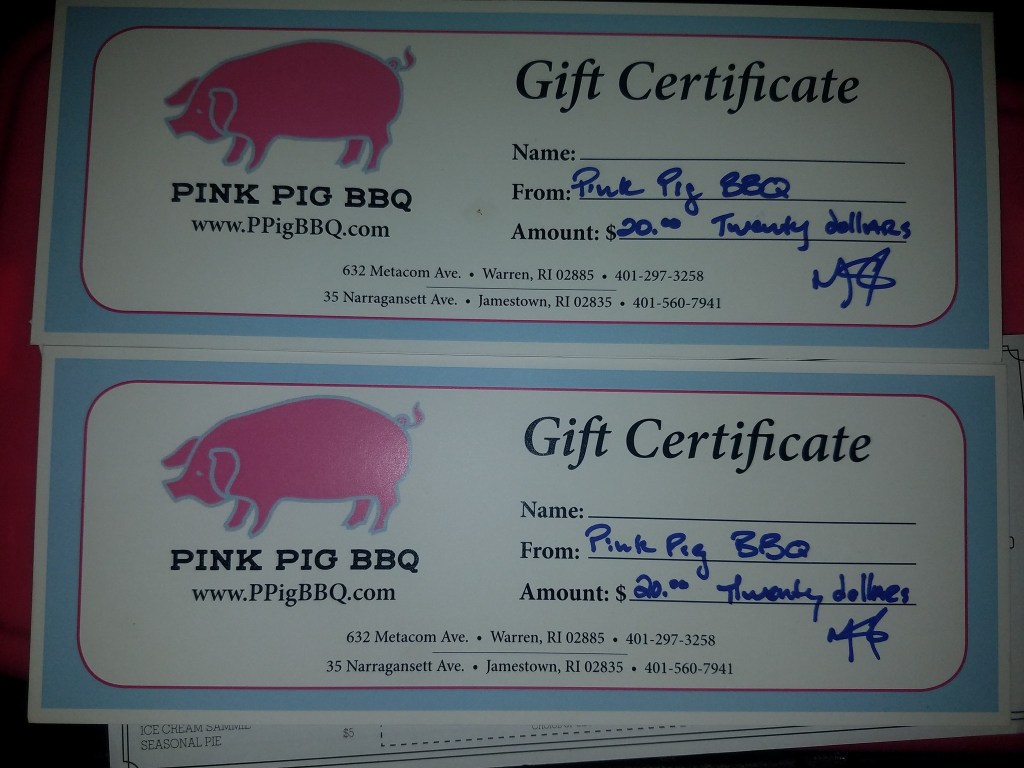 PINK PIG BBQ
www.PPigBBQ.com
Gift Certificate
Name:
From: Pink Pig BBQ
Amount: $20.00 Twenty dollars
632 Metacom Ave. • Warren, RI 02885 • 401-297-3258
35 Narragansett Ave. • Jamestown, RI 02835 • 401-560-7941
PINK PIG BBQ
www.PPigBBQ.com
Gift Certificate
Name:
From: Pink Pig BBQ
Amount: $20.00 Twenty dollars
632 Metacom Ave. • Warren, RI 02885 • 401-297-3258
35 Narragansett Ave. • Jamestown, RI 02835 • 401-560-7941
ICE CREAM SAMMIE $5
SEASONAL PIE